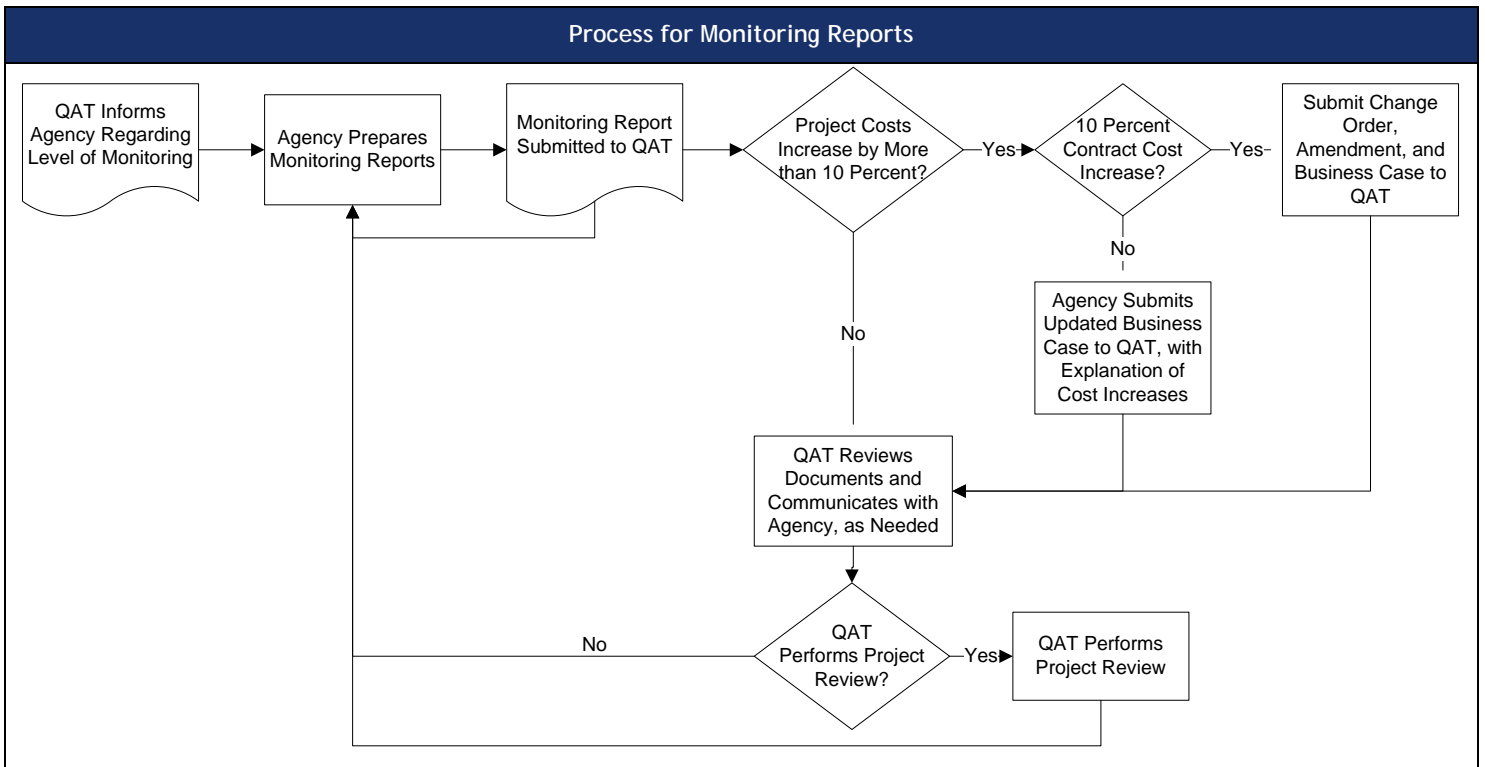 Process for Monitoring Reports
QAT Informs
Agency Regarding
Level of Monitoring
Agency Prepares
Monitoring Reports
Monitoring Report
Submitted to QAT
Project Costs
Increase by More
than 10 Percent?
Yes
10 Percent
Contract Cost
Increase?
Yes
Submit Change
Order,
Amendment, and
Business Case to
QAT
No
Agency Submits
Updated Business
Case to QAT, with
Explanation of
Cost Increases
No
QAT Reviews
Documents and
Communicates with
Agency, as Needed
QAT
Performs Project
Review?
No
Yes
QAT Performs
Project Review